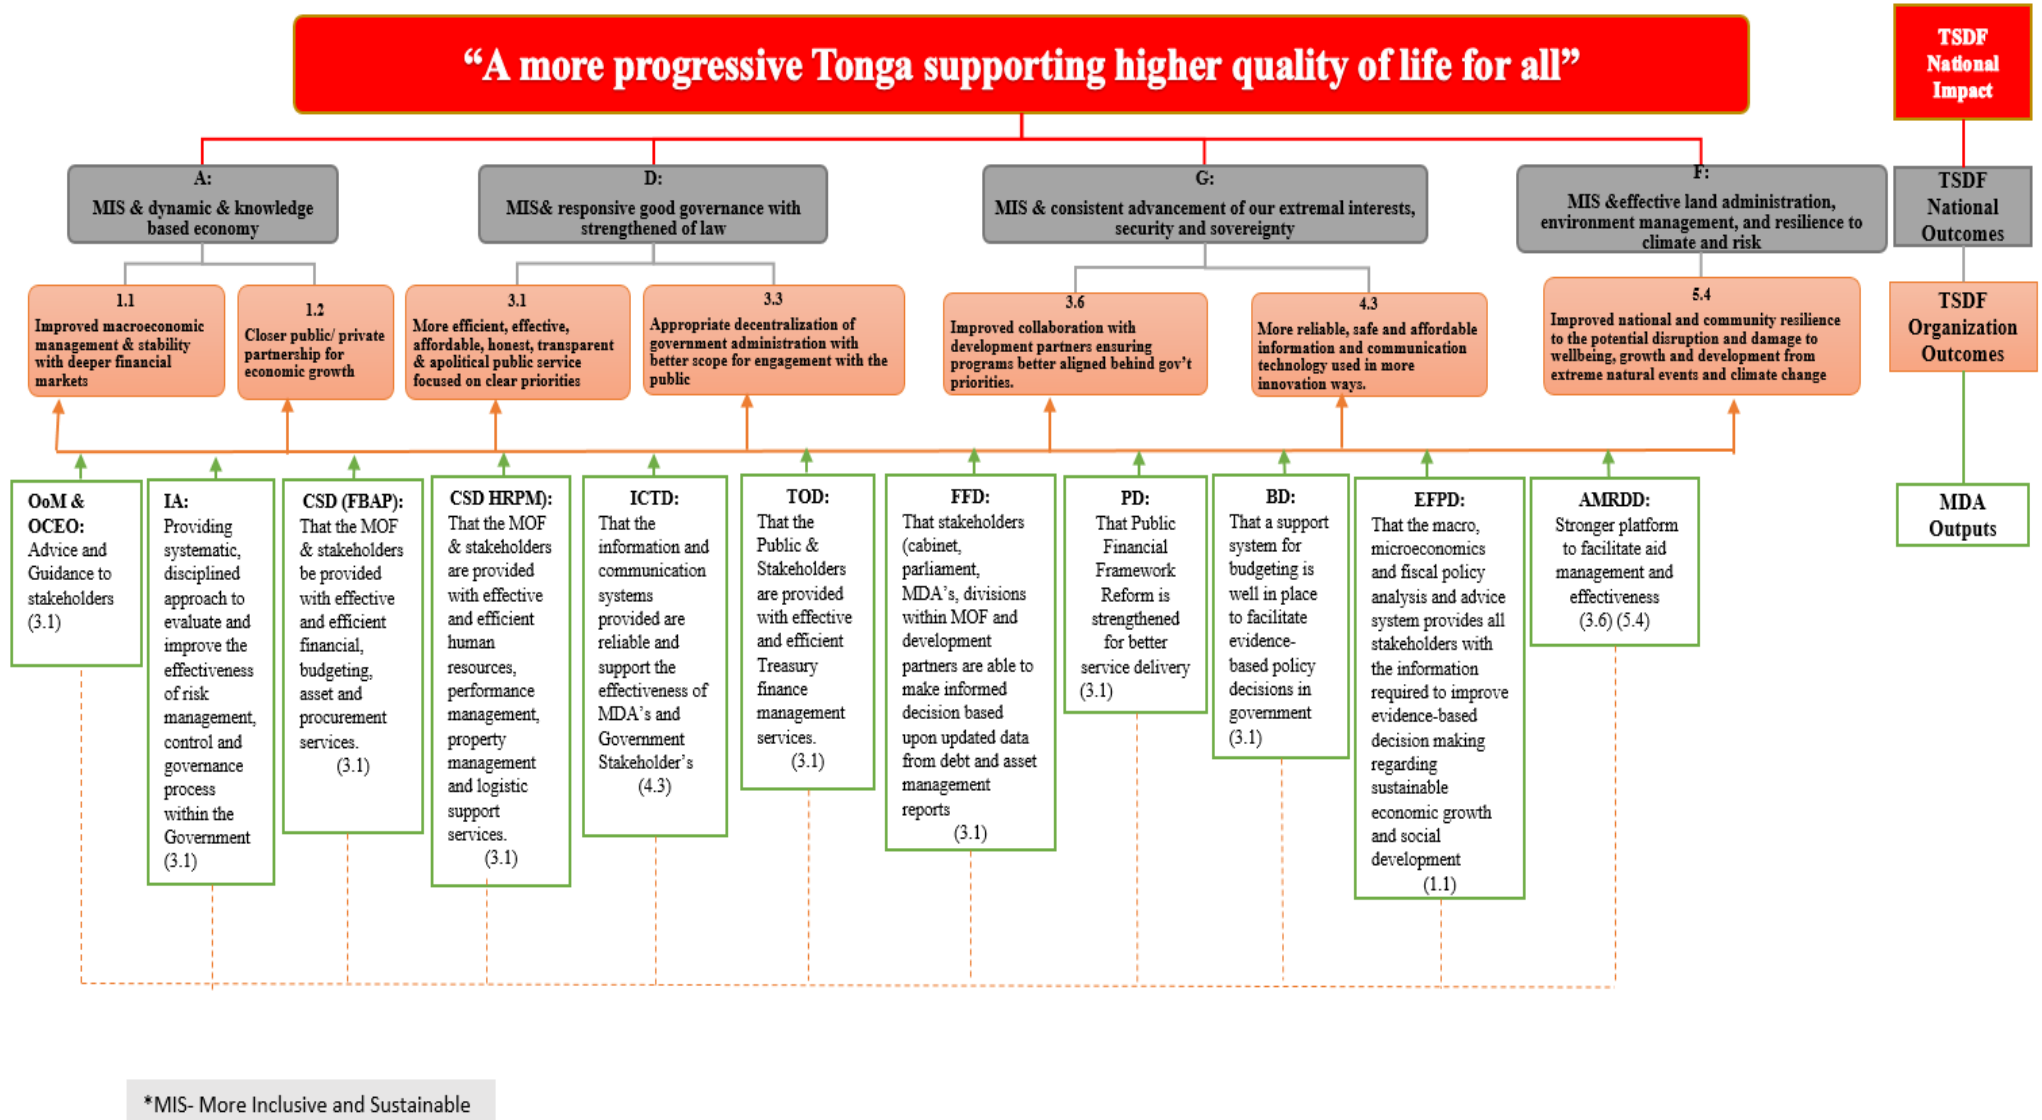 “A more progressive Tonga supporting higher quality of life for all”
TSDF
National
Impact
A:
MIS & dynamic & knowledge
based economy
D:
MIS& responsive good governance with
strengthened of law
G:
MIS & consistent advancement of our extremal interests,
security and sovereignty
F:
MIS &effective land administration,
environment management, and resilience to
climate and risk
TSDF
National
Outcomes
1.1
Improved macroeconomic
management & stability
with deeper financial
markets
1.2
Closer public/ private
partnership for
economic growth
3.1
More efficient, effective,
affordable, honest, transparent
& apolitical public service
focused on clear priorities
3.3
Appropriate decentralization of
government administration with
better scope for engagement with the
public
3.6
Improved collaboration with
development partners ensuring
programs better aligned behind gov’t
priorities.
4.3
More reliable, safe and affordable
information and communication
technology used in more
innovation ways.
5.4
Improved national and community resilience
to the potential disruption and damage to
wellbeing, growth and development from
extreme natural events and climate change
TSDF
Organization
Outcomes
OoM &
OCEO:
Advice and
Guidance to
stakeholders
(3.1)
IA:
Providing
systematic,
disciplined
approach to
evaluate and
improve the
effectiveness
of risk
management,
control and
governance
process
within the
Government
(3.1)
CSD (FBAP):
That the MOF
& stakeholders
be provided
with effective
and efficient
financial,
budgeting,
asset and
procurement
services.
(3.1)
CSD HRPM):
That the MOF
& stakeholders
are provided
with effective
and efficient
human
resources,
performance
management,
property
management
and logistic
support
services.
(3.1)
ICTD:
That the
information and
communication
systems
provided are
reliable and
support the
effectiveness of
MDA’s and
Government
Stakeholder’s
(4.3)
TOD:
That the
Public &
Stakeholders
are provided
with effective
and efficient
Treasury
finance
management
services.
(3.1)
FFD:
That stakeholders
(cabinet,
parliament,
MDA’s, divisions
within MOF and
development
partners are able to
make informed
decision based
upon updated data
from debt and asset
management
reports
(3.1)
PD:
That Public
Financial
Framework
Reform is
strengthened
for better
service delivery
(3.1)
BD:
That a support
system for
budgeting is
well in place
to facilitate
evidence-
based policy
decisions in
government
(3.1)
EFPD:
That the macro,
microeconomics
and fiscal policy
analysis and advice
system provides all
stakeholders with
the information
required to improve
evidence-based
decision making
regarding
sustainable
economic growth
and social
development
(1.1)
AMRDD:
Stronger platform
to facilitate aid
management and
effectiveness
(3.6) (5.4)
MDA
Outputs
*MIS- More Inclusive and Sustainable